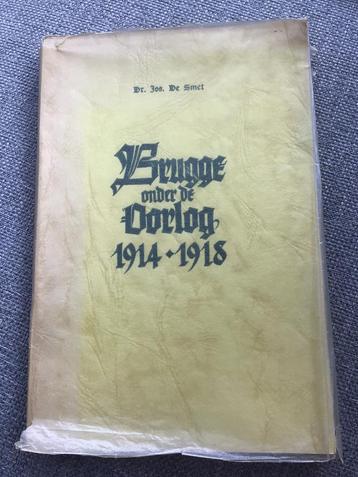 Dr. Jos. De Smet
Brugge
onder de
Oorlog
1914 • 1918